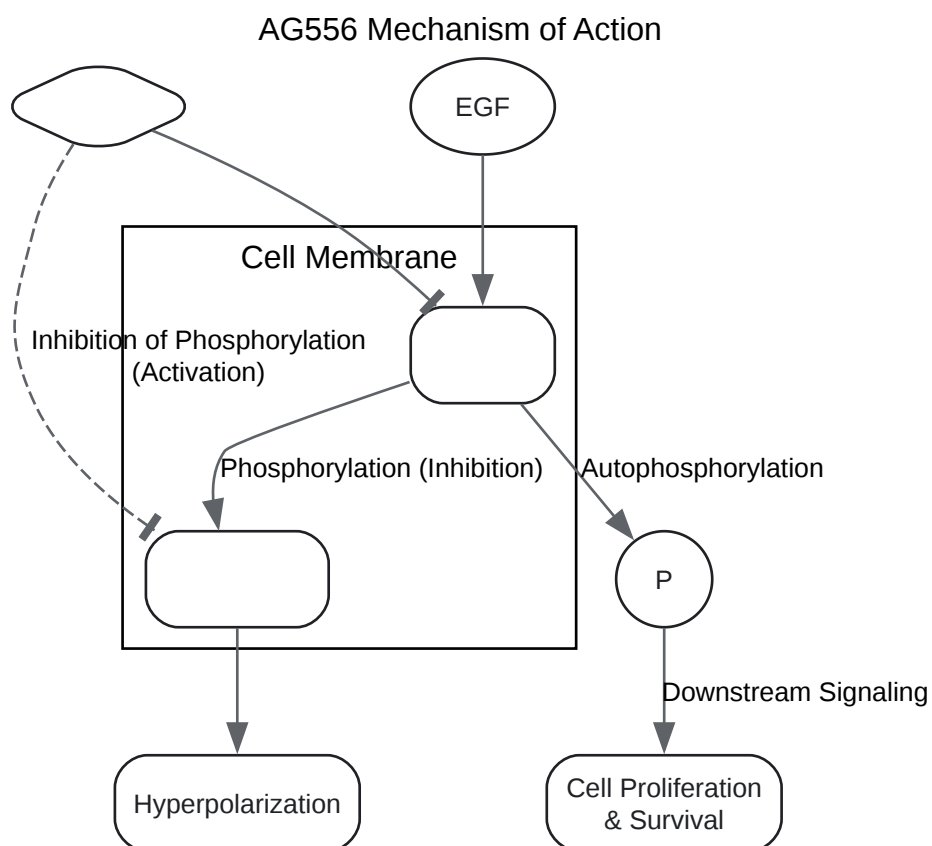 AG556 Mechanism of Action
EGF
Cell Membrane
Inhibition of Phosphorylation
(Activation)
Phosphorylation (Inhibition)
Autophosphorylation
P
Downstream Signaling
Hyperpolarization
Cell Proliferation
& Survival